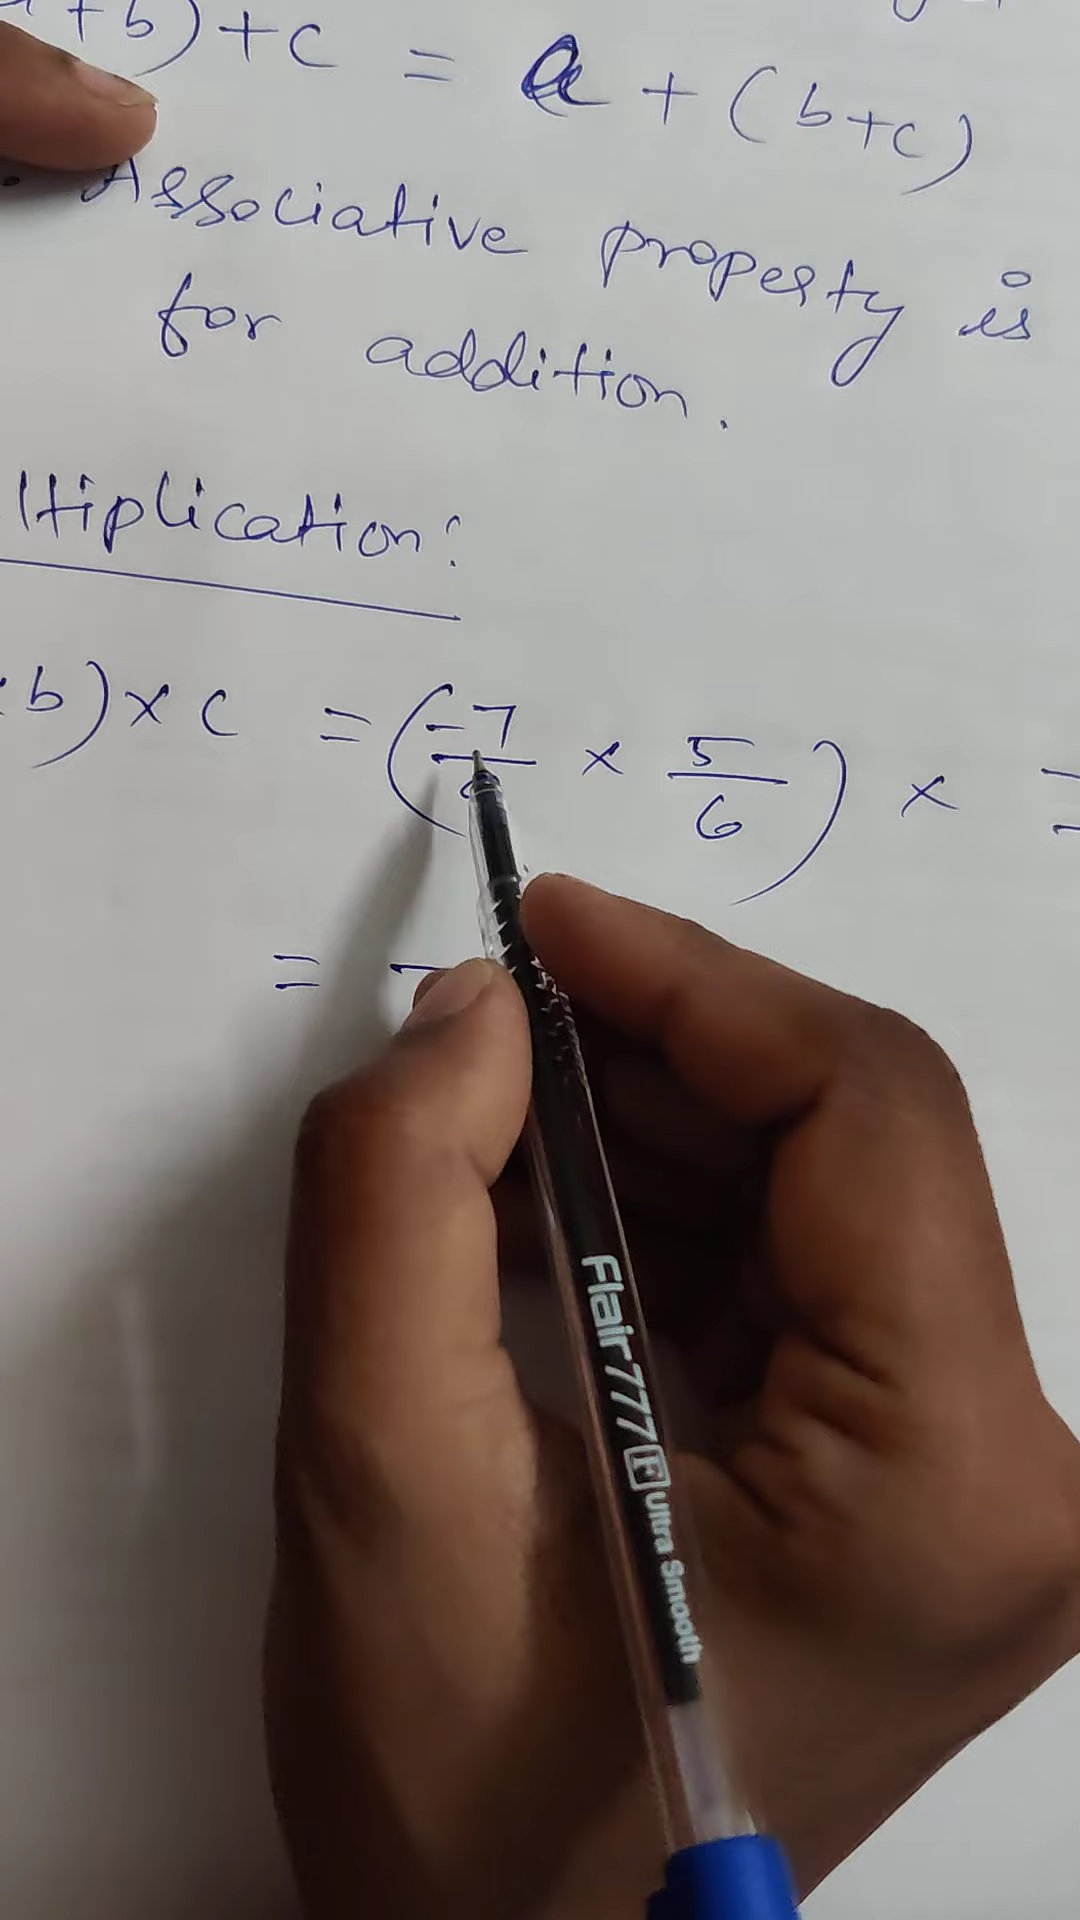 +b)+c = a + (b+c)
Associative property is
for addition.
ltiplication:
b) × c = (-7/ × 5/6) ×
=
Flair 777 F Ultra Smooth